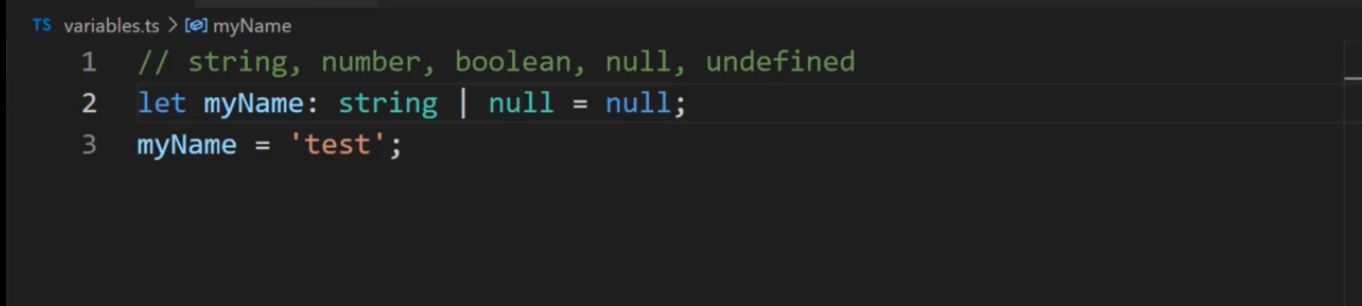 TS variables.ts > myName
1 // string, number, boolean, null, undefined
2 let myName: string | null = null;
3 myName = 'test';